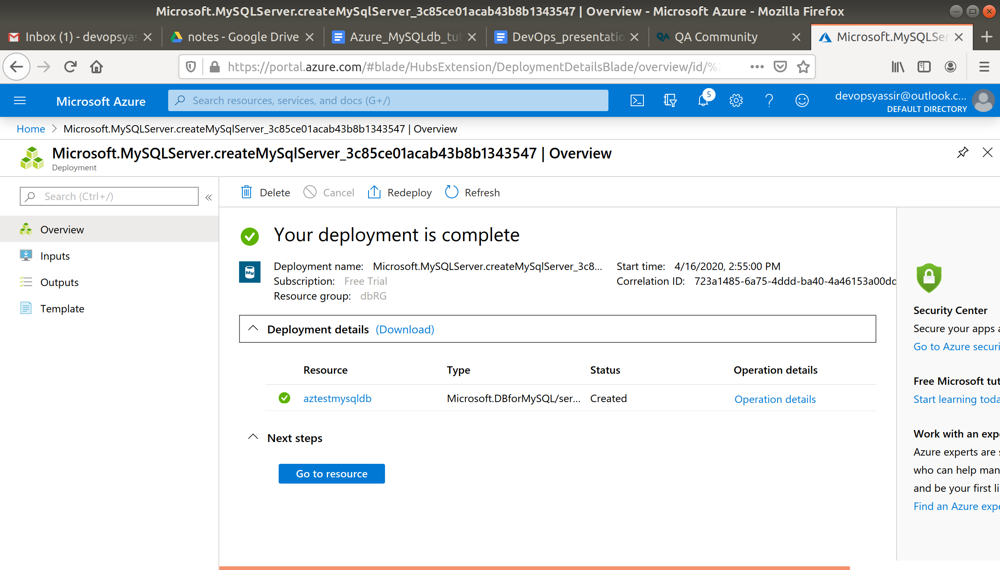 Microsoft.MySQLServer.createMySqlServer_3c85ce01acab43b8b1343547 | Overview - Microsoft Azure - Mozilla Firefox
Inbox (1) - devopsyas
notes - Google Drive
Azure_MySQLdb_tut
DevOps_presentatio
QA Community
Microsoft.MySQLSer
https://portal.azure.com/#blade/HubsExtension/DeploymentDetailsBlade/overview/id/%2
Microsoft Azure
Search resources, services, and docs (G+/)
5
devopsyassir@outlook.c...
DEFAULT DIRECTORY
Home > Microsoft.MySQLServer.createMySqlServer_3c85ce01acab43b8b1343547 | Overview
Microsoft.MySQLServer.createMySqlServer_3c85ce01acab43b8b1343547 | Overview
Deployment
Search (Ctrl+/)
«
Overview
Inputs
Outputs
Template
Delete
Cancel
Redeploy
Refresh
Your deployment is complete
My
Deployment name: Microsoft.MySQLServer.createMySqlServer_3c8...
Subscription: Free Trial
Resource group: dbRG
Start time: 4/16/2020, 2:55:00 PM
Correlation ID: 723a1485-6a75-4ddd-ba40-4a46153a00dc
Deployment details (Download)
Resource Type Status Operation details
aztestmysqldb Microsoft.DBforMySQL/ser... Created Operation details
Next steps
Go to resource
Security Center
Secure your apps a
Go to Azure securi
Free Microsoft tut
Start learning toda
Work with an expe
Azure experts are s
who can help man
and be your first li
Find an Azure expe